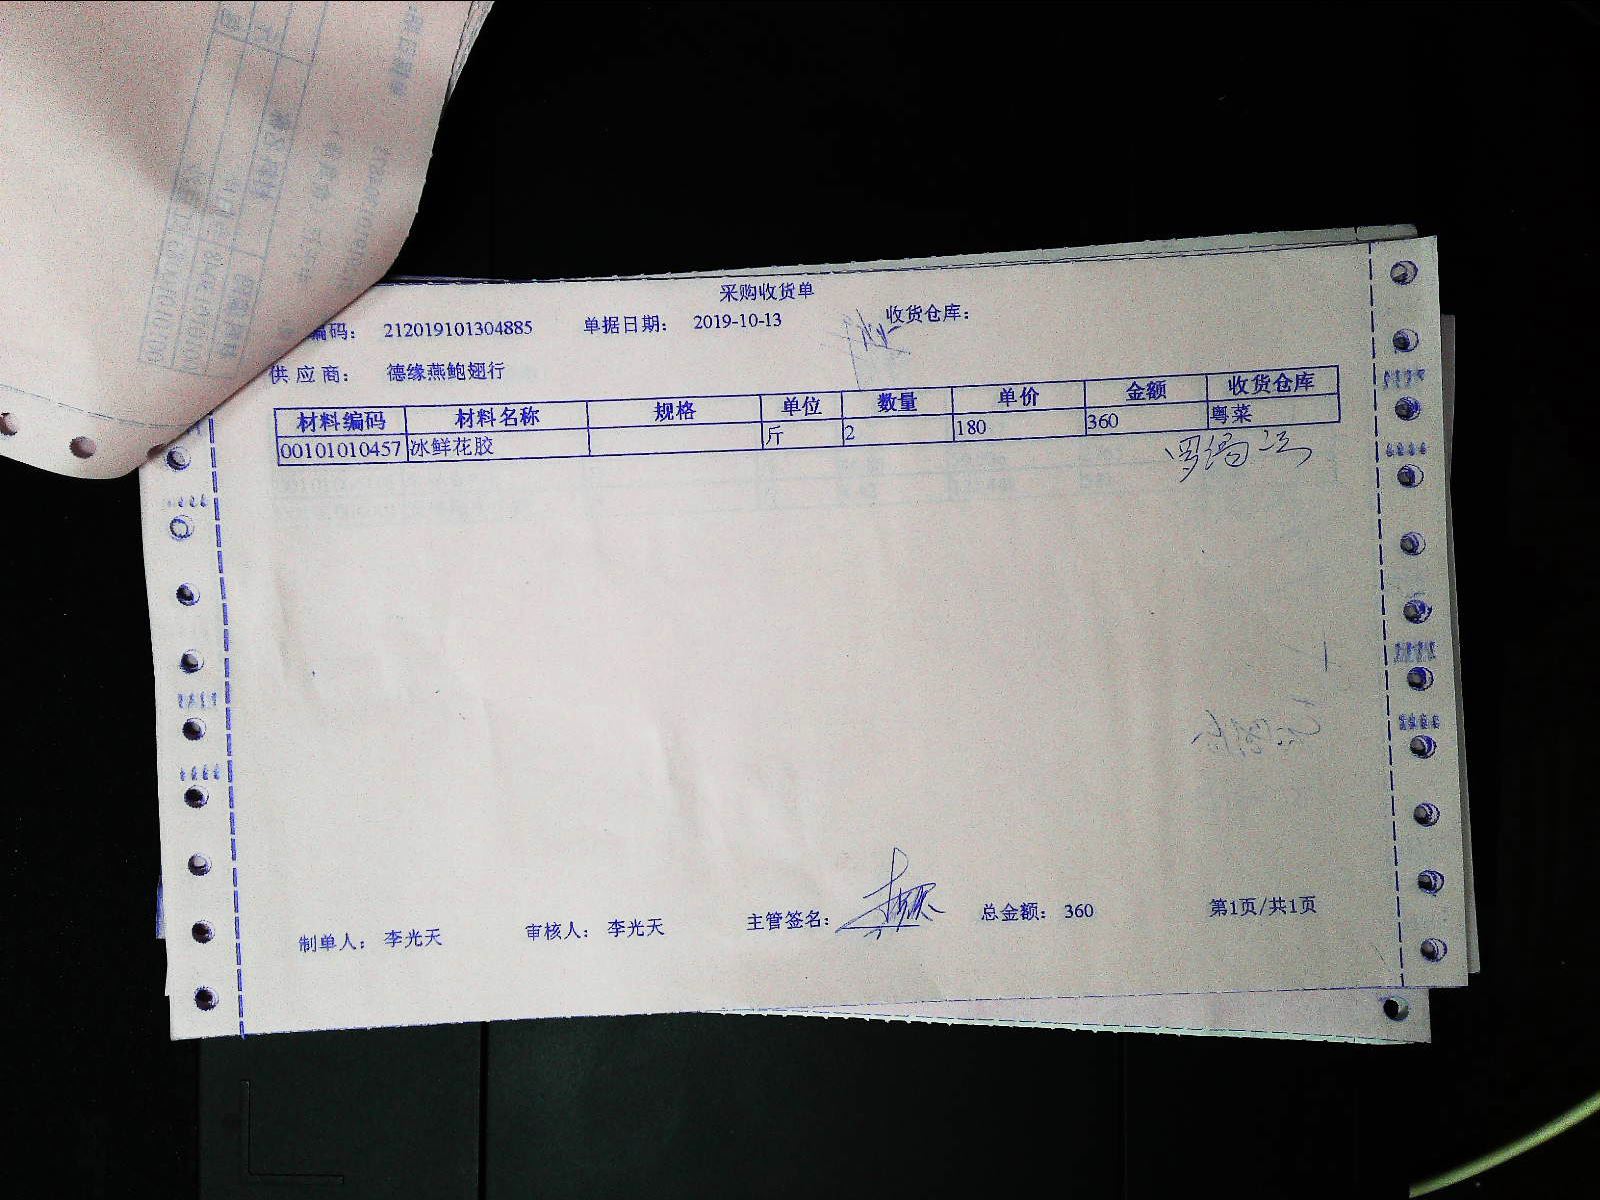 采购收货单
编码： 212019101304885 单据日期： 2019-10-13 收货仓库：
供应商： 德缘燕鲍翅行
材料编码 材料名称 规格 单位 数量 单价 金额 收货仓库
00101010457 冰鲜花胶 斤 2 180 360 粤菜
制单人： 李光天 审核人： 李光天 主管签名： 总金额： 360 第1页/共1页